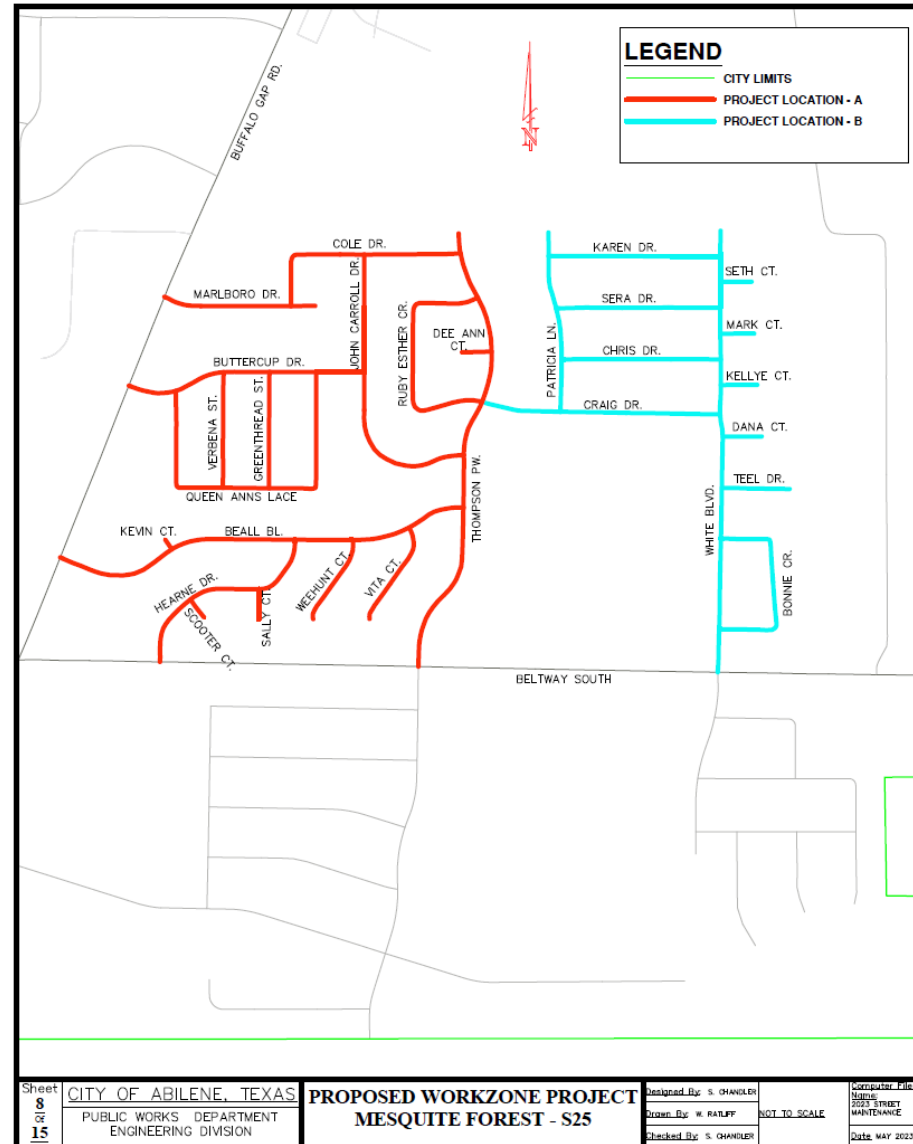 LEGEND
CITY LIMITS
PROJECT LOCATION - A
PROJECT LOCATION - B
BUFFALO GAP RD.
N
COLE DR.
KAREN DR.
SETH CT.
MARLBORO DR.
JOHN CARROLL DR.
RUBY ESTHER CR.
SERA DR.
DEE ANN
CT.
MARK CT.
PATRICIA LN.
CHRIS DR.
BUTTERCUP DR.
KELLYE CT.
CRAIG DR.
VERBENA ST.
GREENTHREAD ST.
DANA CT.
TEEL DR.
QUEEN ANNS LACE
THOMPSON PW.
WHITE BLVD.
KEVIN CT.
BEALL BL.
HEARNE DR.
SCOOTER CT.
SALLY CT.
WEEHUNT CT.
VITA CT.
BONNIE CR.
BELTWAY SOUTH
Sheet
8
of
15
CITY OF ABILENE, TEXAS
PUBLIC WORKS DEPARTMENT
ENGINEERING DIVISION
PROPOSED WORKZONE PROJECT
MESQUITE FOREST - S25
Designed By: S. CHANDLER
Drawn By: W. RATLIFF
Checked By: S. CHANDLER
NOT TO SCALE
Computer File
Name:
2023 STREET
MAINTENANCE
Date: MAY 2023